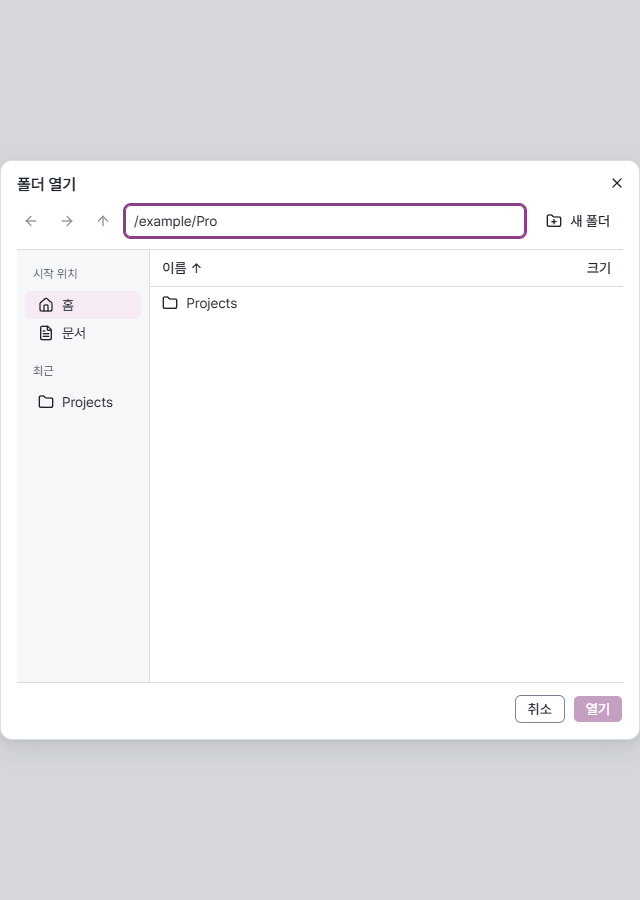 폴더 열기
/example/Pro
새 폴더
시작 위치
홈
문서
최근
Projects
이름 크기
Projects
취소 열기